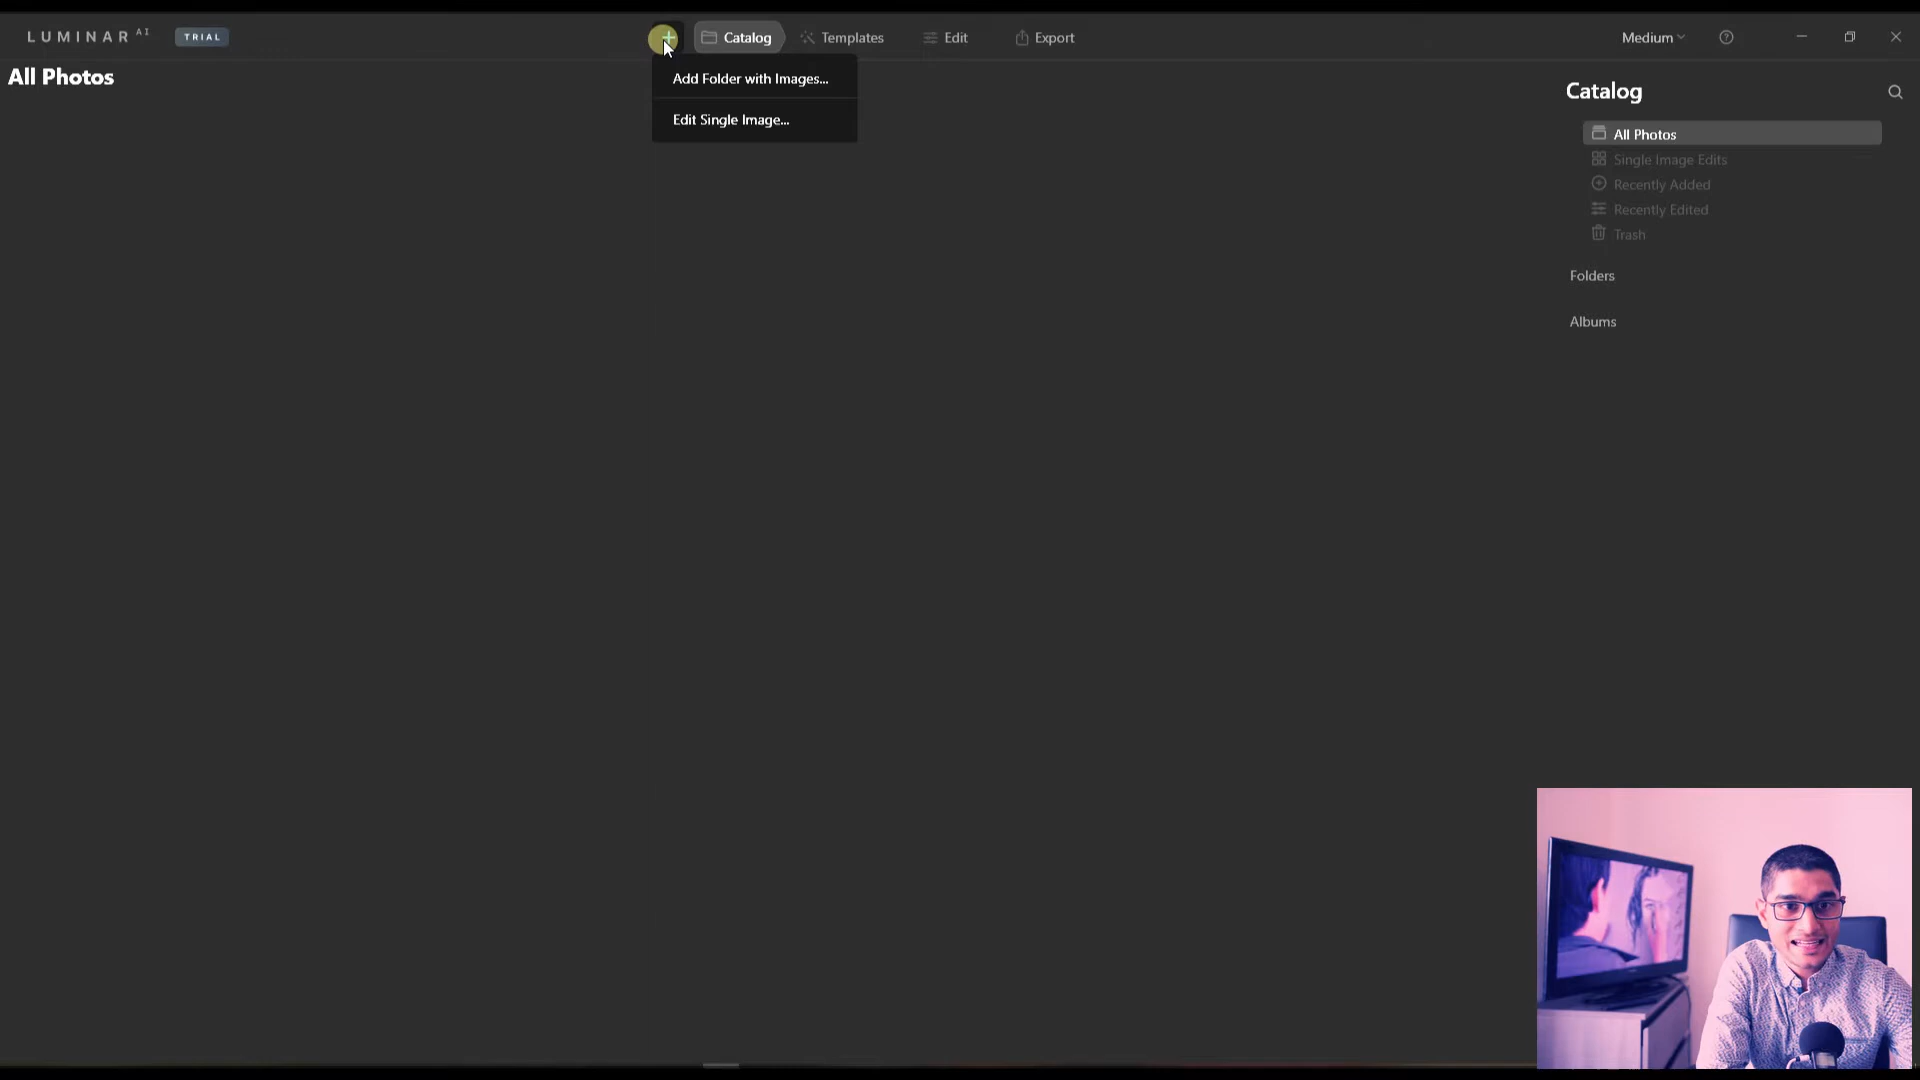 LUMINAR AI
TRIAL
Catalog
Templates
Edit
Export
Medium
All Photos
Add Folder with Images...
Edit Single Image...
Catalog
All Photos
Single Image Edits
Recently Added
Recently Edited
Trash
Folders
Albums